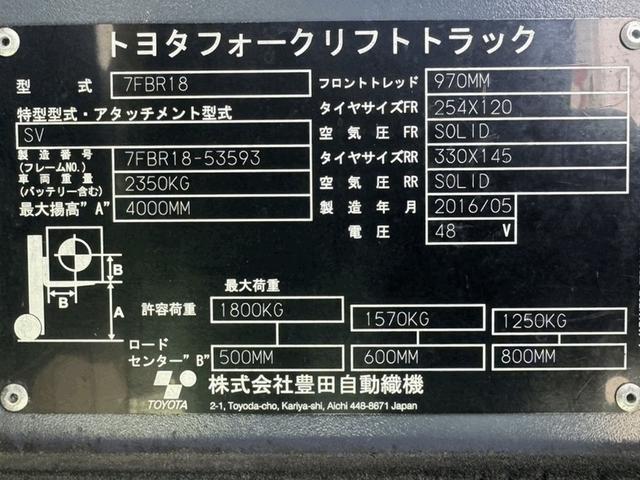 トヨタフォークリフトトラック
型 式 7FBR18
特型型式・アタッチメント型式
SV
製造番号
(フレームNO.) 7FBR18-53593
車両重量
(バッテリー含む) 2350KG
最大揚高"A" 4000MM
フロントトレッド 970MM
タイヤサイズFR 254X120
空気圧FR SOLID
タイヤサイズRR 330X145
空気圧RR SOLID
製造年月 2016/05
電圧 48 V
B
B
A
最大荷重
許容荷重 1800KG 1570KG 1250KG
ロード
センター"B" 500MM 600MM 800MM
TOYOTA
株式会社豊田自動織機
2-1, Toyoda-cho, Kariya-shi, Aichi 448-8671 Japan